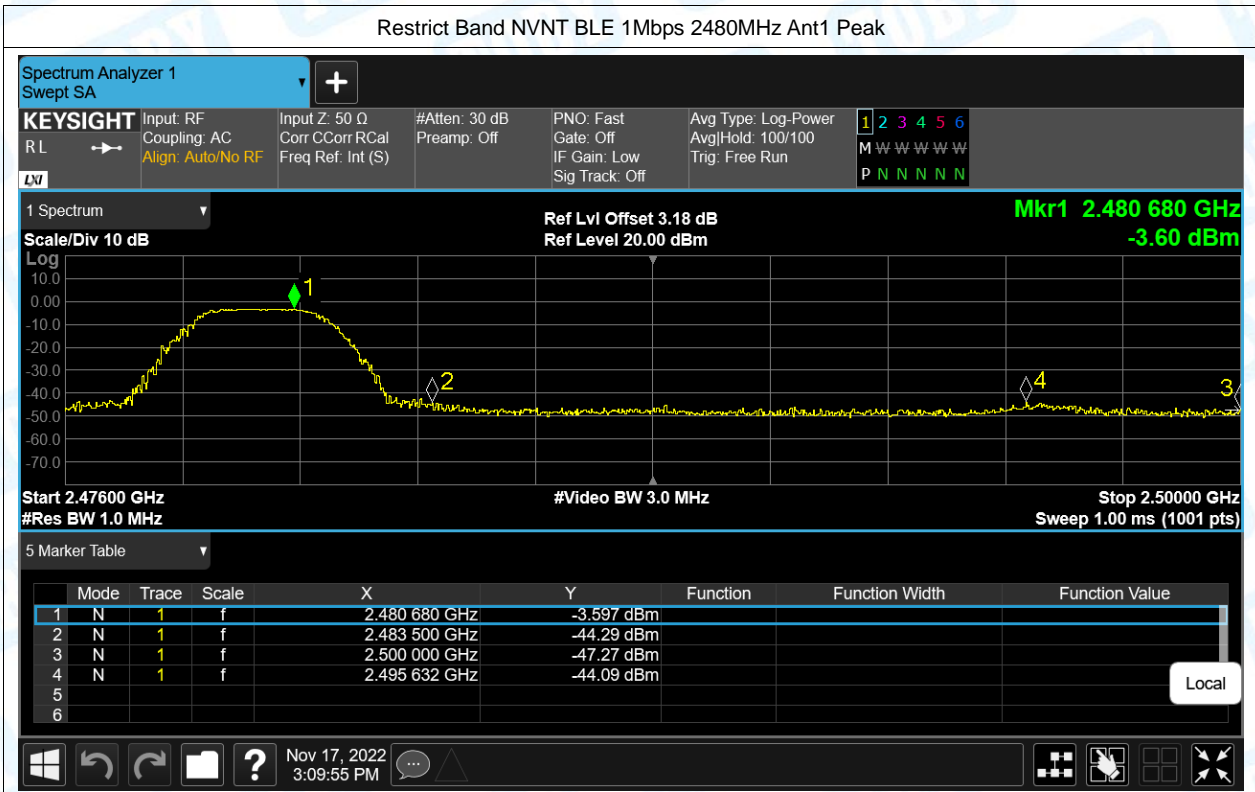 Restrict Band NVNT BLE 1Mbps 2480MHz Ant1 Peak
Spectrum Analyzer 1
Swept SA
+
KEYSIGHT
R L
LXI
Input: RF
Coupling: AC
Align: Auto/No RF
Input Z: 50 Ω
Corr CCorr RCal
Freq Ref: Int (S)
#Atten: 30 dB
Preamp: Off
PNO: Fast
Gate: Off
IF Gain: Low
Sig Track: Off
Avg Type: Log-Power
Avg|Hold: 100/100
Trig: Free Run
1 2 3 4 5 6
M W W W W W
P N N N N N
1 Spectrum
Scale/Div 10 dB
Ref Lvl Offset 3.18 dB
Ref Level 20.00 dBm
Mkr1 2.480 680 GHz
-3.60 dBm
Log
10.0
0.00
-10.0
-20.0
-30.0
-40.0
-50.0
-60.0
-70.0
1
2
4
3
Start 2.47600 GHz
#Res BW 1.0 MHz
#Video BW 3.0 MHz
Stop 2.50000 GHz
Sweep 1.00 ms (1001 pts)
5 Marker Table
Mode Trace Scale X Y Function Function Width Function Value
1 N 1 f 2.480 680 GHz -3.597 dBm
2 N 1 f 2.483 500 GHz -44.29 dBm
3 N 1 f 2.500 000 GHz -47.27 dBm
4 N 1 f 2.495 632 GHz -44.09 dBm
5
6
Local
?
Nov 17, 2022
3:09:55 PM